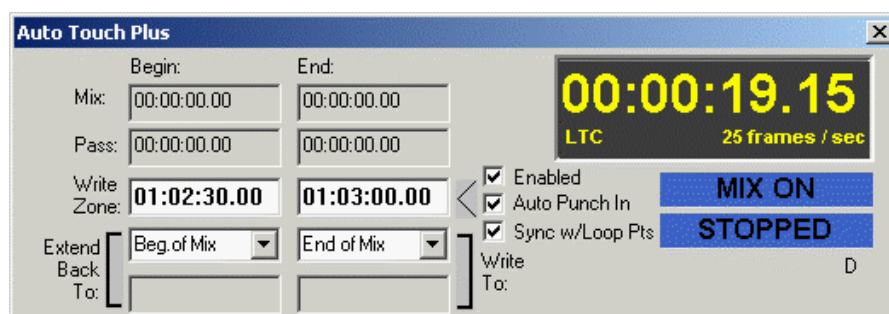 Auto Touch Plus
Begin: End:
Mix: 00:00:00.00 00:00:00.00
Pass: 00:00:00.00 00:00:00.00
Write Zone: 01:02:30.00 01:03:00.00
Extend Back To: Beg.of Mix End of Mix
Write To:
00:00:19.15
LTC 25 frames / sec
Enabled
Auto Punch In
Sync w/Loop Pts
MIX ON
STOPPED
D